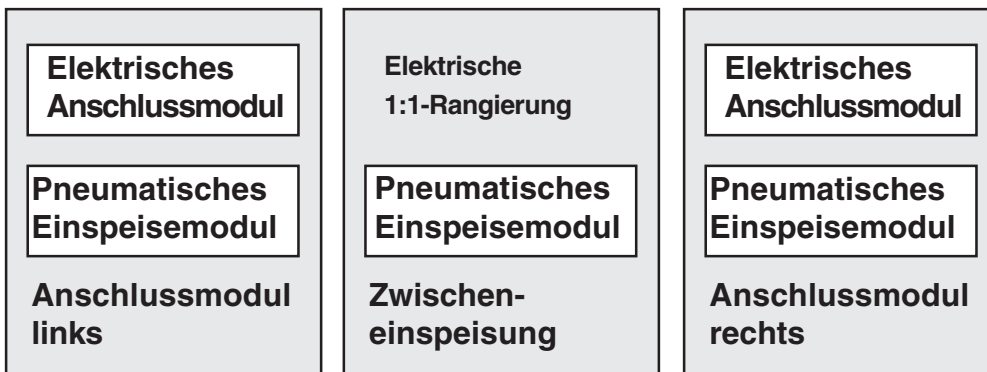 Elektrisches
Anschlussmodul
Pneumatisches
Einspeisemodul
Anschlussmodul
links
Elektrische
1:1-Rangierung
Pneumatisches
Einspeisemodul
Zwischen-
einspeisung
Elektrisches
Anschlussmodul
Pneumatisches
Einspeisemodul
Anschlussmodul
rechts